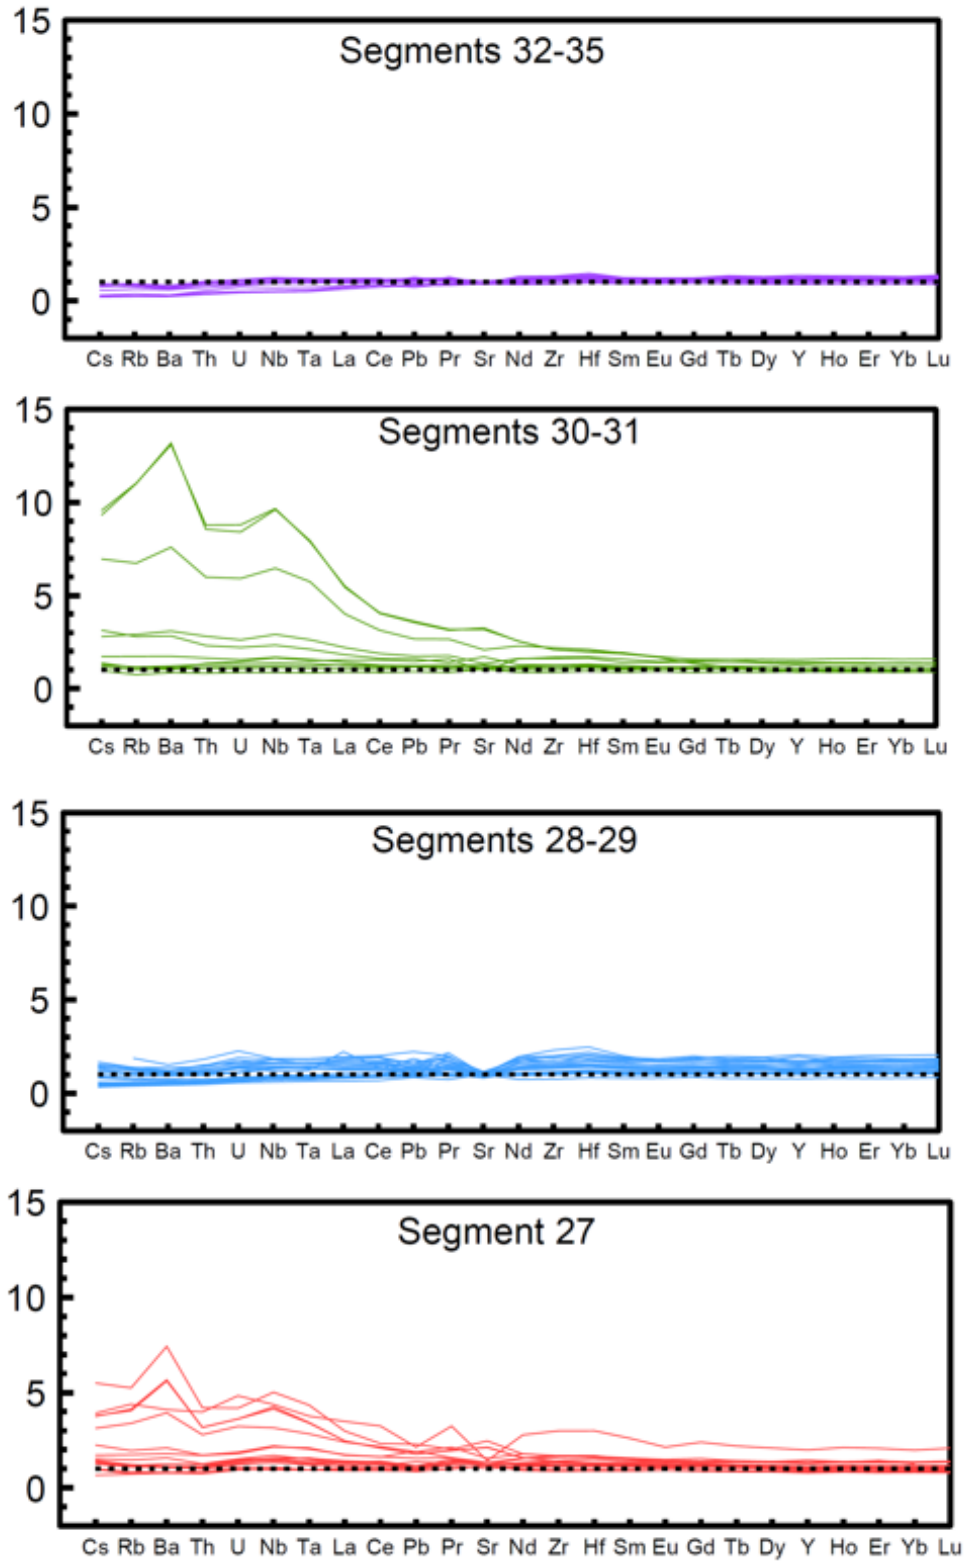 15
Segments 32-35
10
5
0
Cs Rb Ba Th U Nb Ta La Ce Pb Pr Sr Nd Zr Hf Sm Eu Gd Tb Dy Y Ho Er Yb Lu
15
Segments 30-31
10
5
0
Cs Rb Ba Th U Nb Ta La Ce Pb Pr Sr Nd Zr Hf Sm Eu Gd Tb Dy Y Ho Er Yb Lu
15
Segments 28-29
10
5
0
Cs Rb Ba Th U Nb Ta La Ce Pb Pr Sr Nd Zr Hf Sm Eu Gd Tb Dy Y Ho Er Yb Lu
15
Segment 27
10
5
0
Cs Rb Ba Th U Nb Ta La Ce Pb Pr Sr Nd Zr Hf Sm Eu Gd Tb Dy Y Ho Er Yb Lu